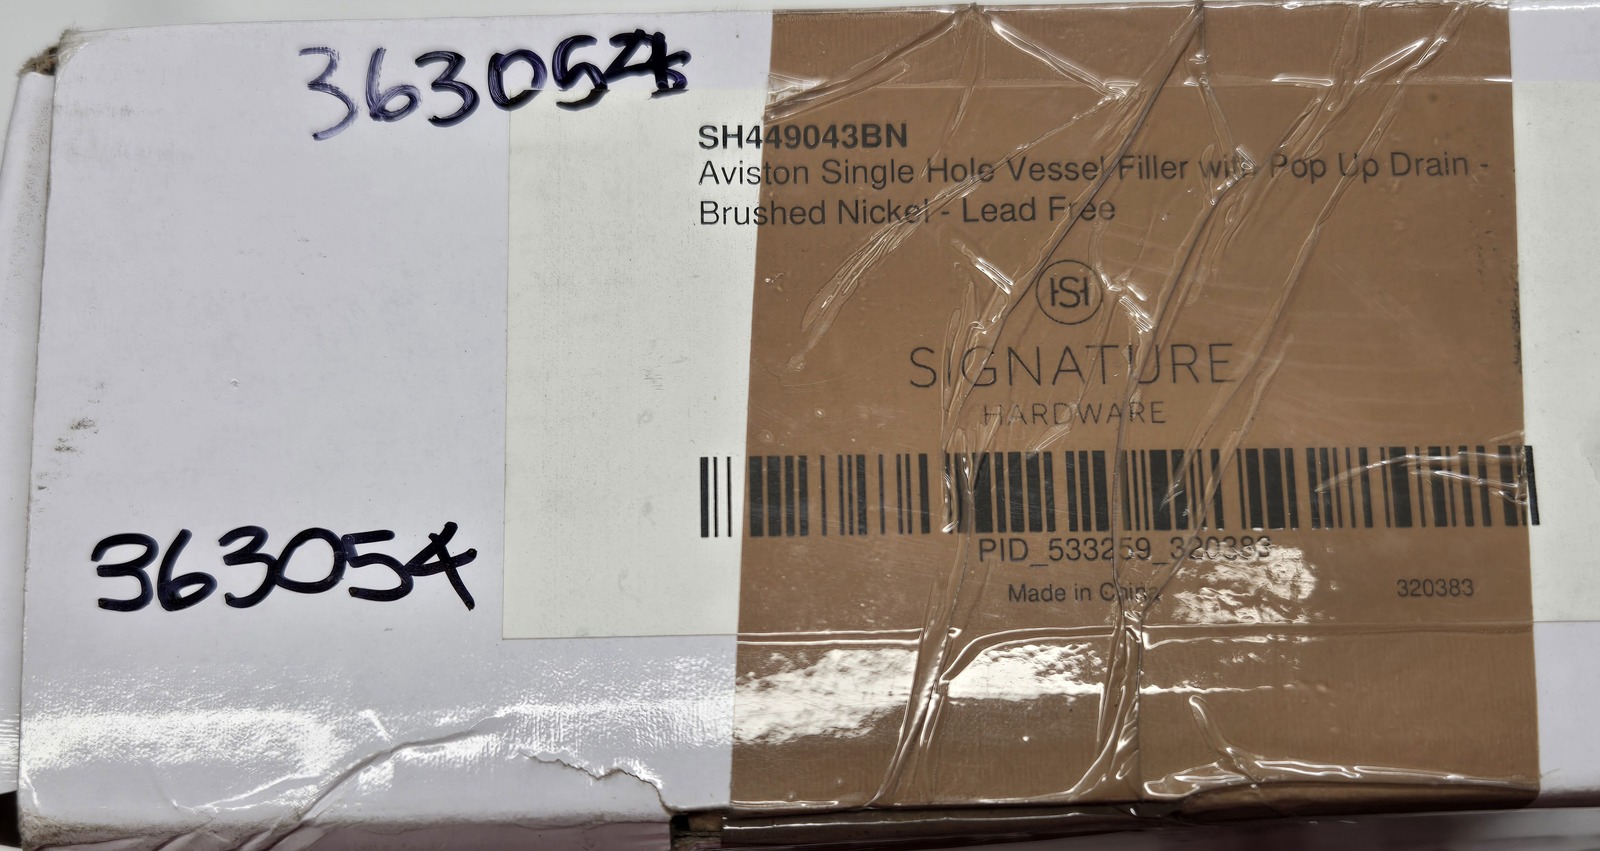 363054
SH449043BN
Aviston Single Hole Vessel Filler with Pop Up Drain -
Brushed Nickel - Lead Free
SH
SIGNATURE
HARDWARE
PID_533259_320383
Made in China
320383
363054